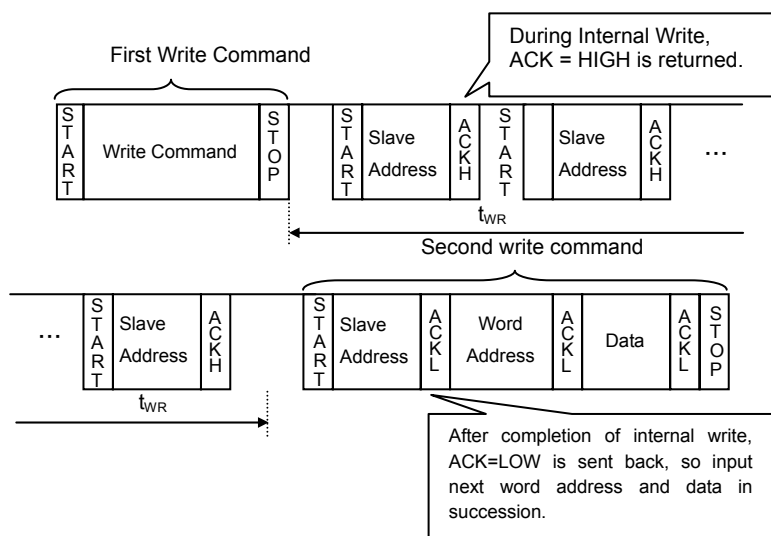 First Write Command
During Internal Write,
ACK = HIGH is returned.
START
Write Command
STOP
START
Slave
Address
ACKH
START
Slave
Address
ACKH
...
tWR
Second write command
...
START
Slave
Address
ACKH
START
Slave
Address
ACKL
Word
Address
ACKL
Data
ACKL
STOP
tWR
After completion of internal write,
ACK=LOW is sent back, so input
next word address and data in
succession.